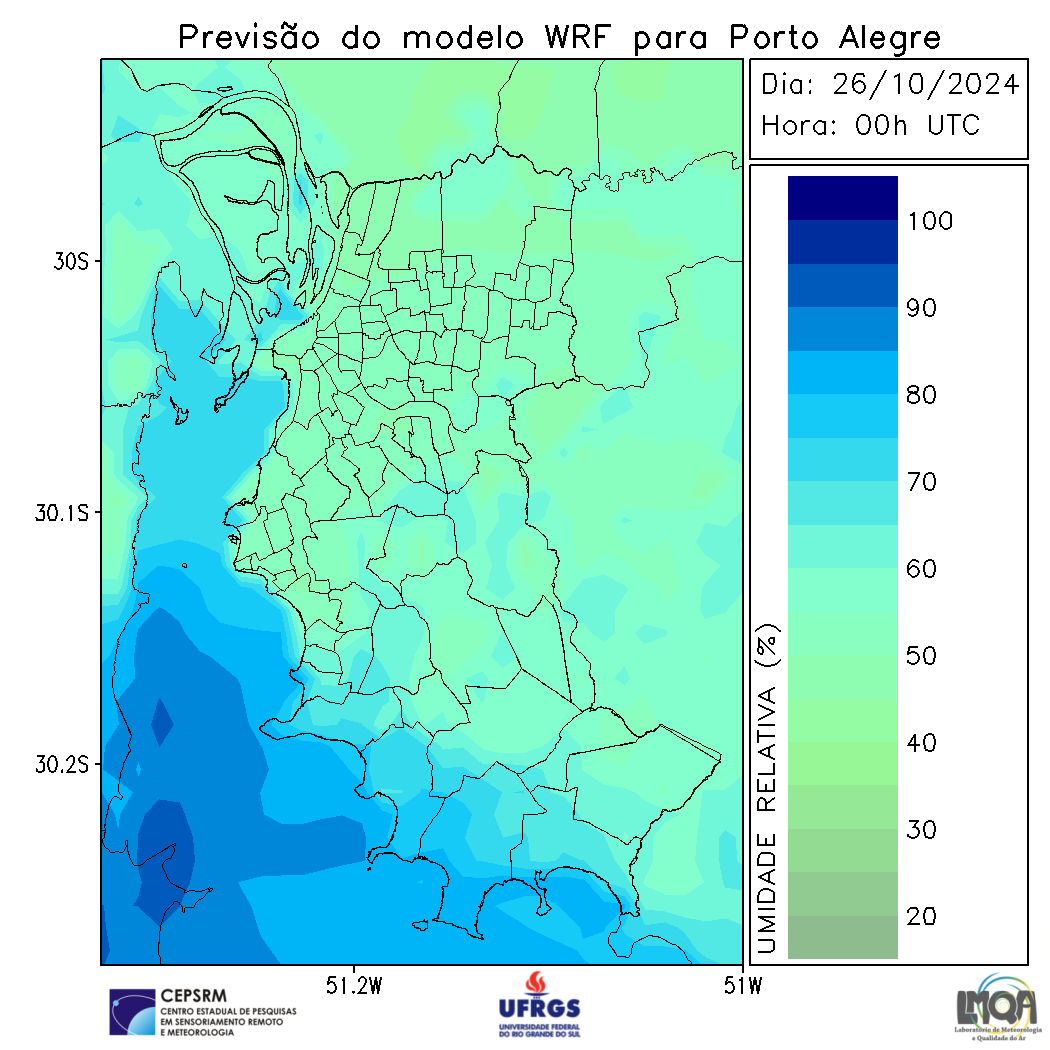 Previsão do modelo WRF para Porto Alegre
Dia: 26/10/2024
Hora: 00h UTC
100
90
80
70
60
50
40
30
20
UMIDADE RELATIVA (%)
30S
30.1S
30.2S
51.2W
51W
CEPSRM
CENTRO ESTADUAL DE PESQUISAS
EM SENSORIAMENTO REMOTO
E METEOROLOGIA
UFRGS
UNIVERSIDADE FEDERAL
DO RIO GRANDE DO SUL
LMQA
Laboratório de Meteorologia
e Qualidade do Ar